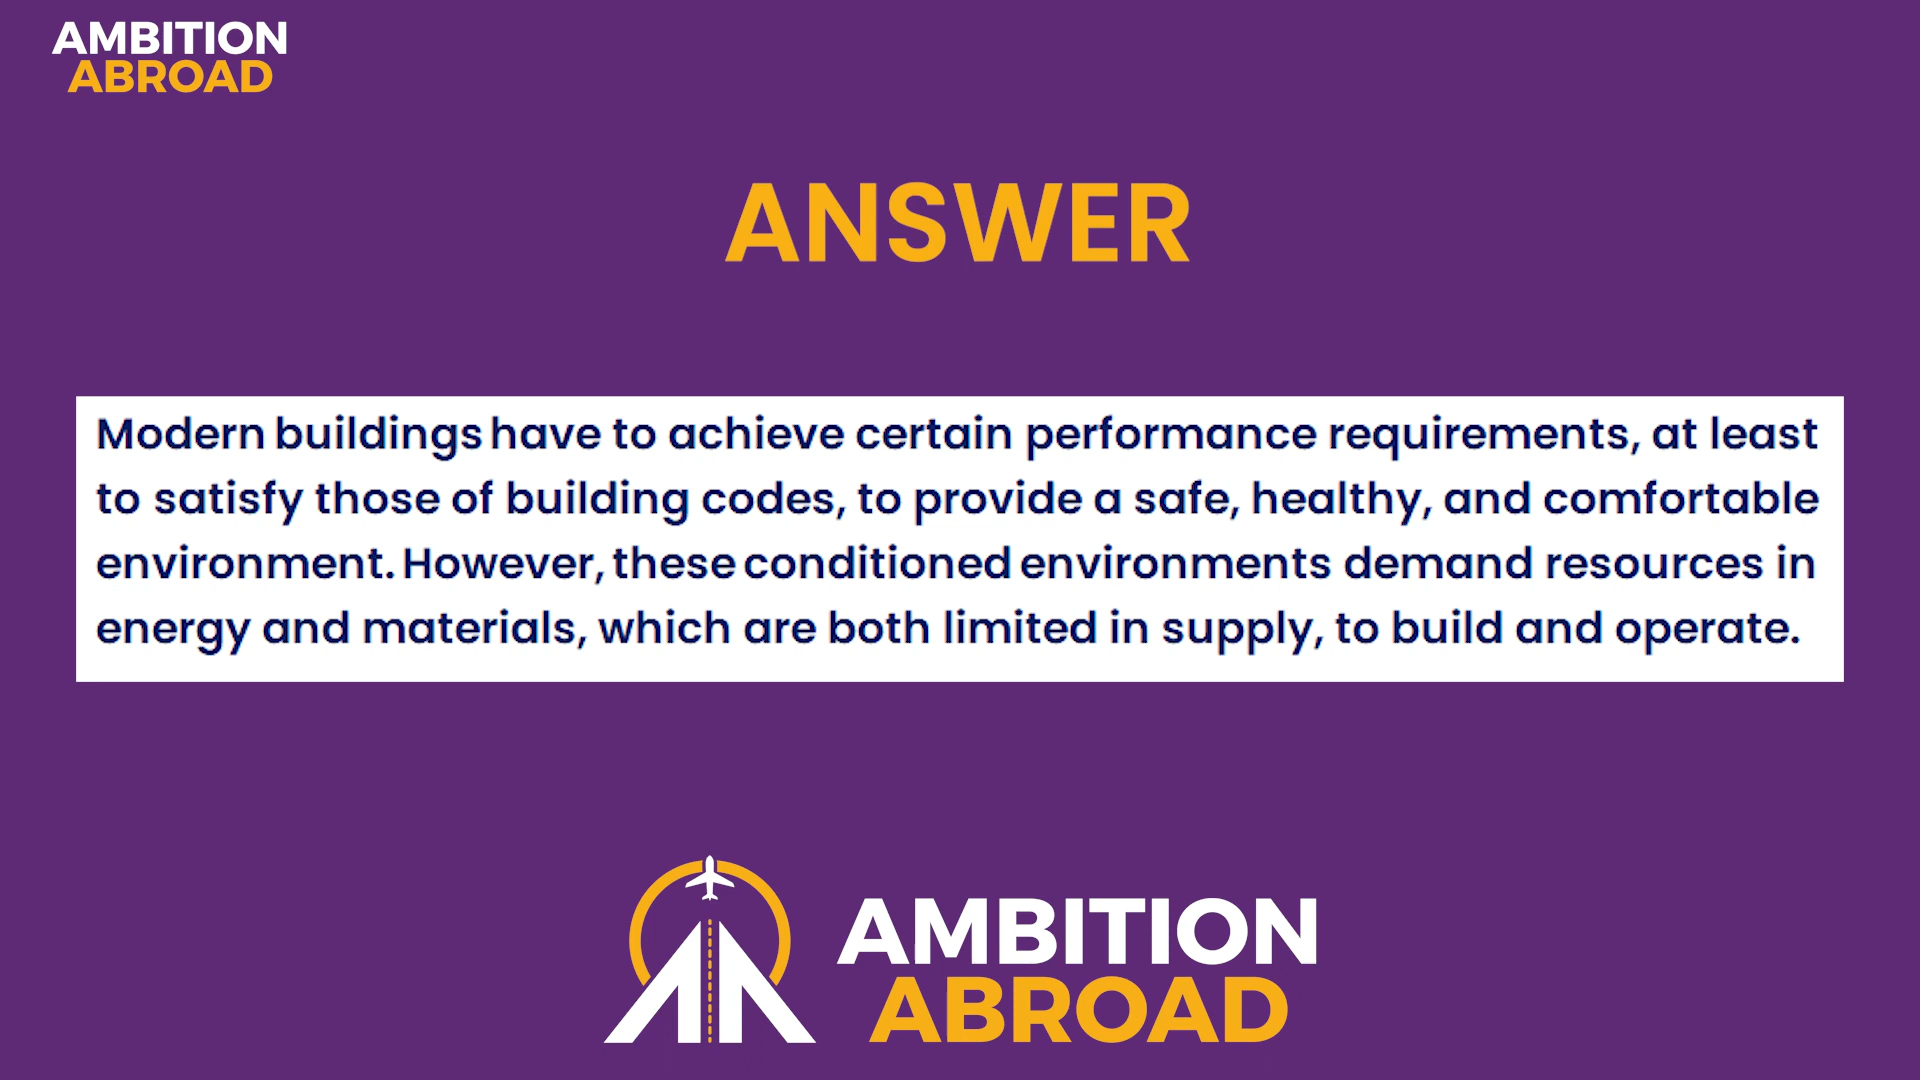 AMBITION
ABROAD
ANSWER
Modern buildings have to achieve certain performance requirements, at least
to satisfy those of building codes, to provide a safe, healthy, and comfortable
environment. However, these conditioned environments demand resources in
energy and materials, which are both limited in supply, to build and operate.
AMBITION
ABROAD